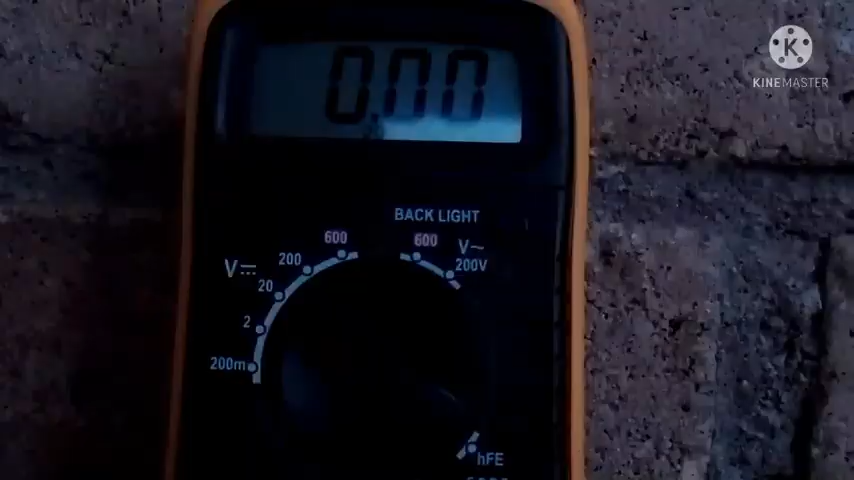 0.00
KINEMASTER
BACK LIGHT
600
600
V~
200
200V
V⎓
20
2
200m
hFE